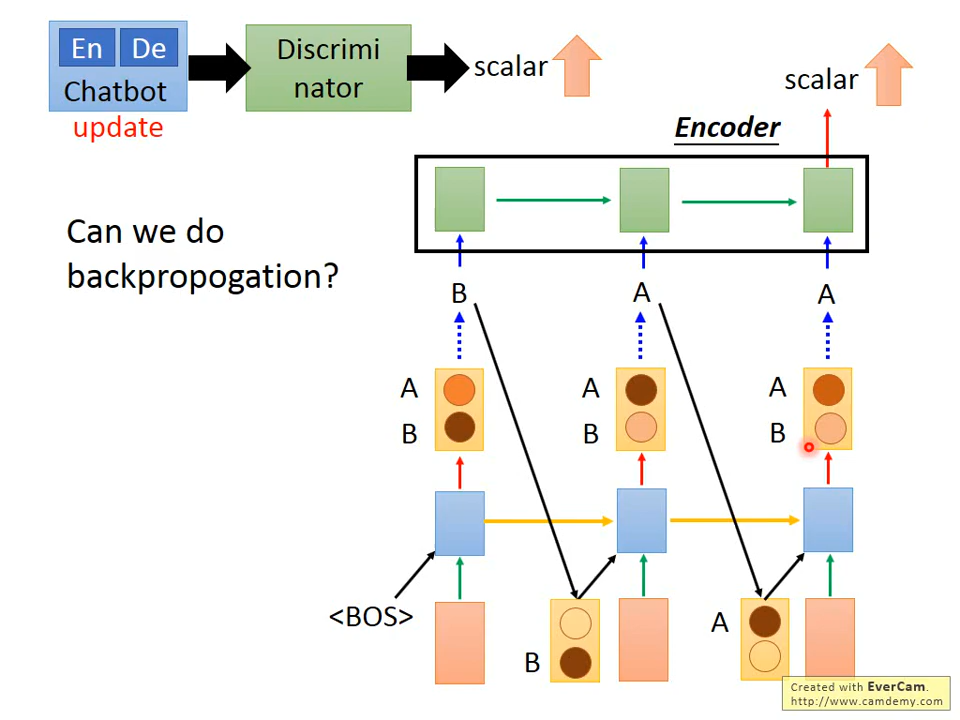 En De
Chatbot
update
Discrimi
nator
scalar
scalar
Encoder
Can we do
backpropogation?
B A A
A A A
B B B
<BOS>
B
A
Created with EverCam.
http://www.camdemy.com